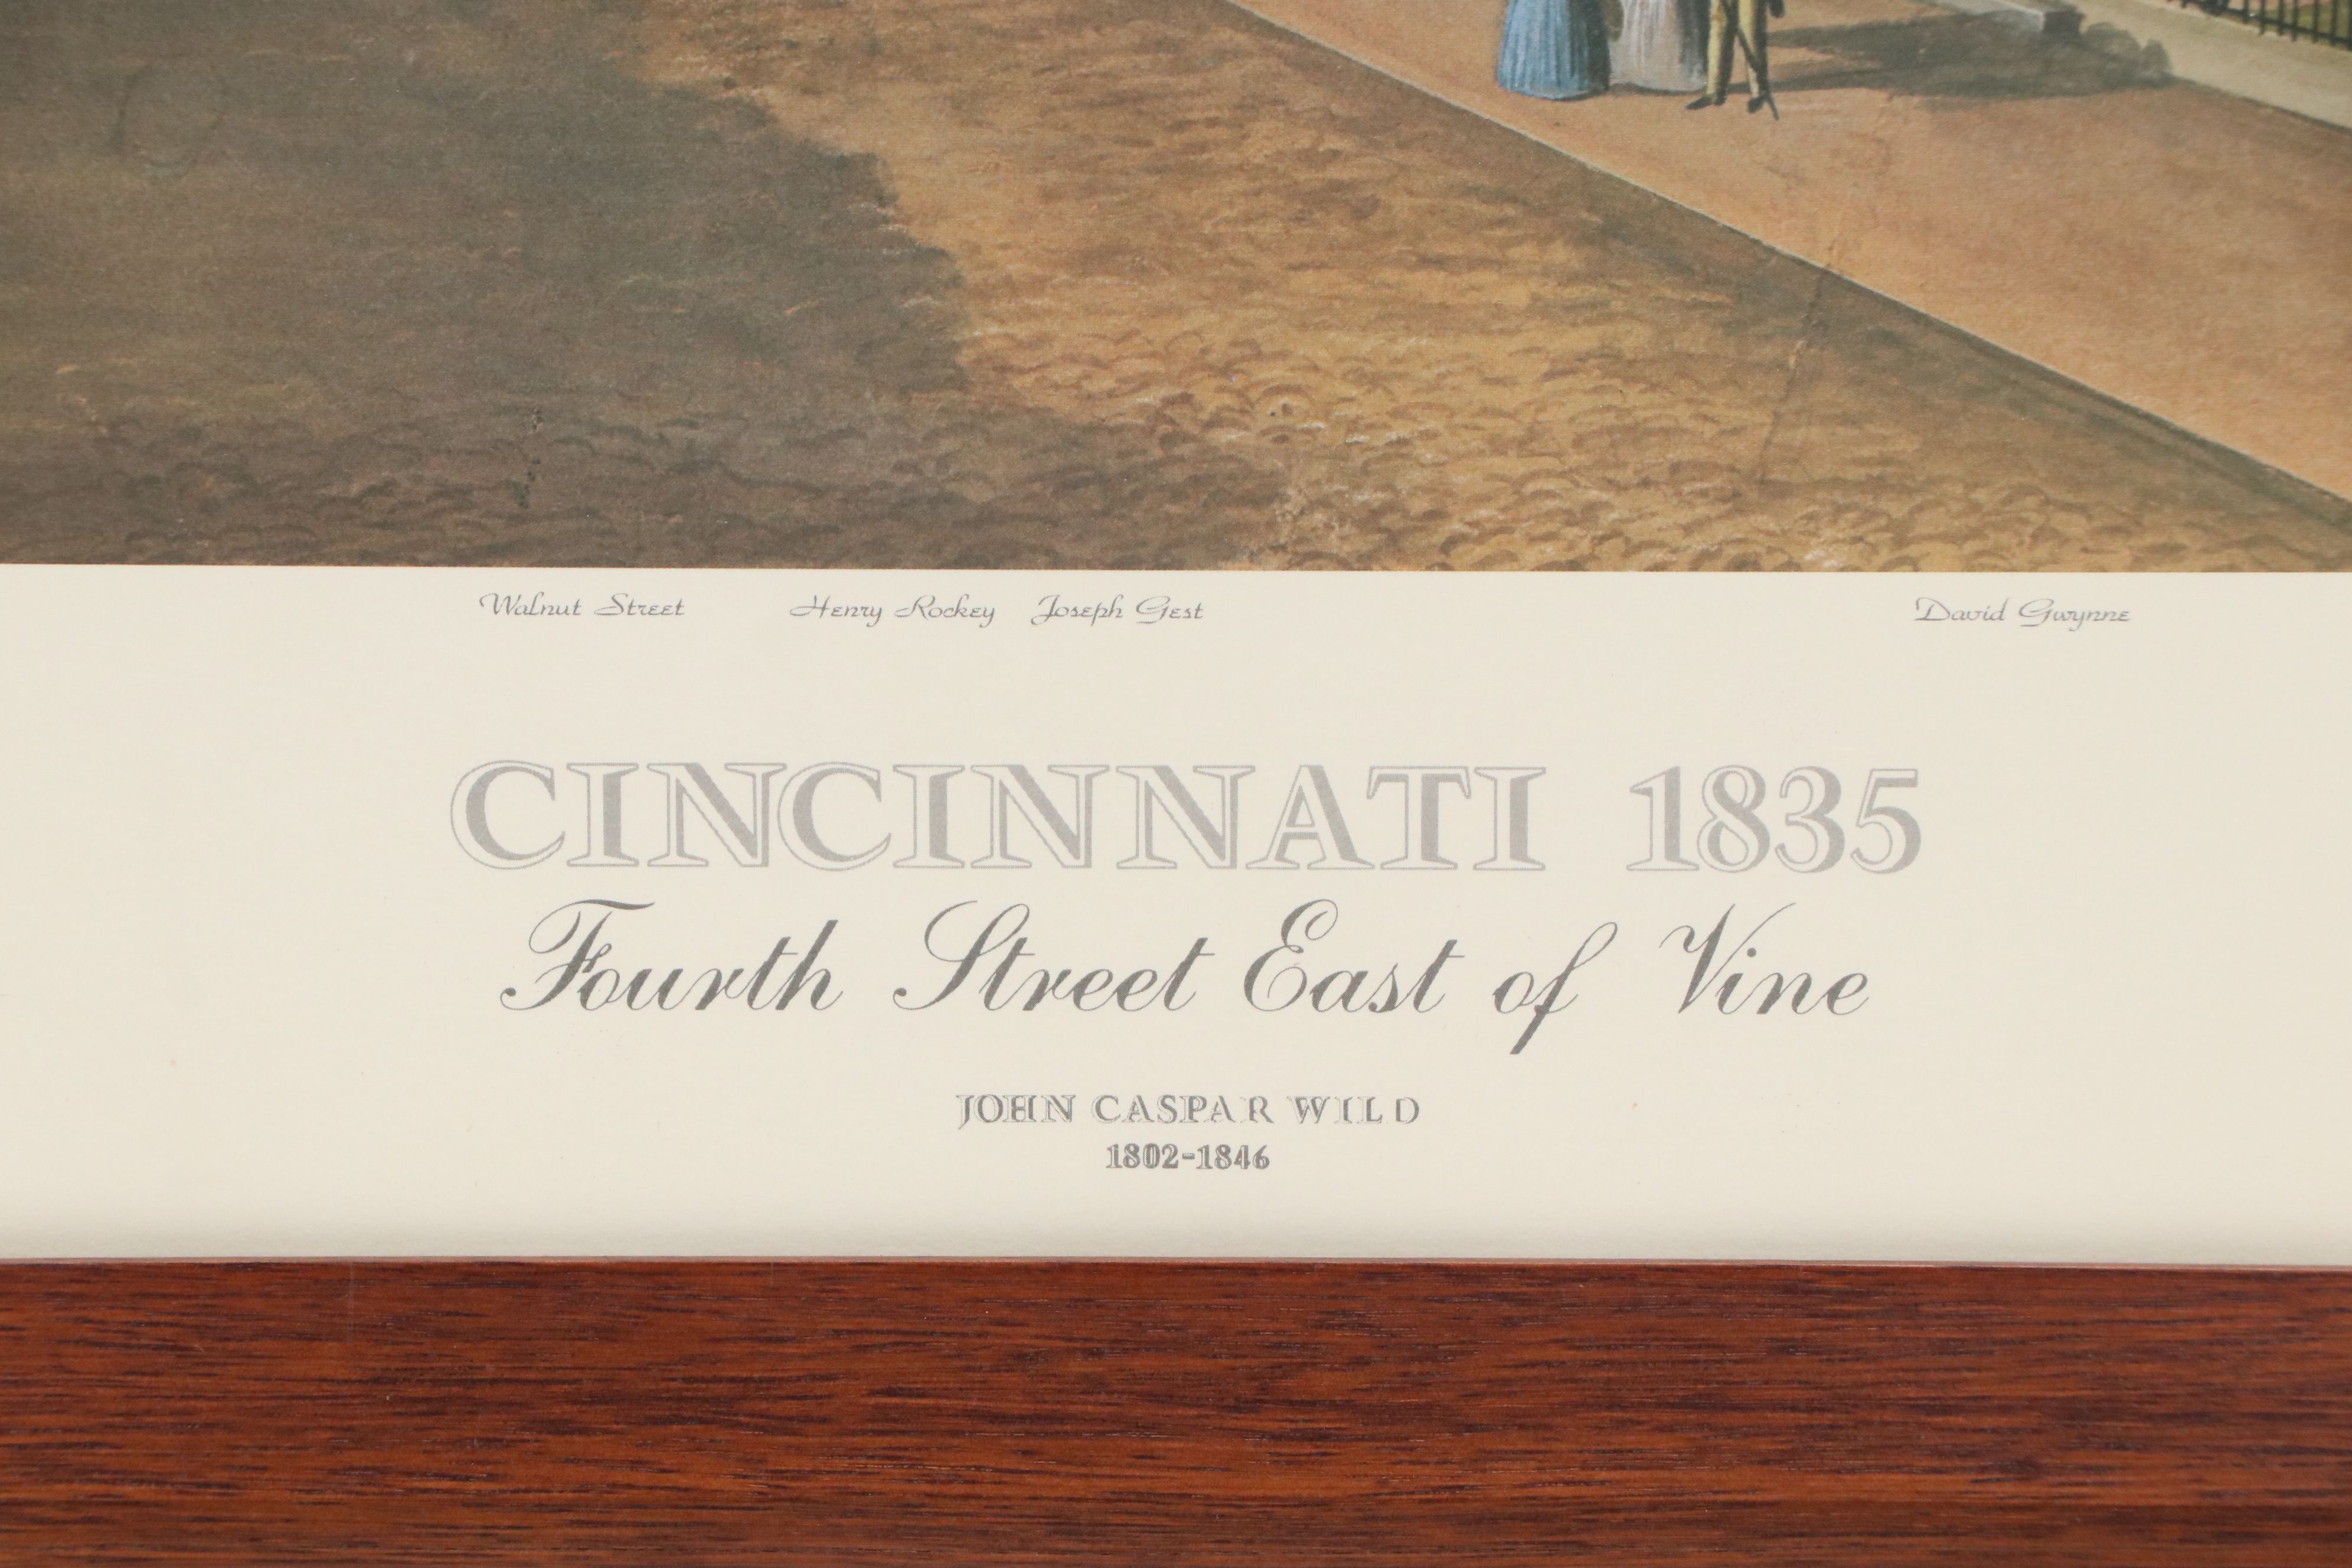 Walnut Street Henry Rockey Joseph Gest David Gwynne
CINCINNATI 1835
Fourth Street East of Vine
JOHN CASPAR WILD
1802-1846